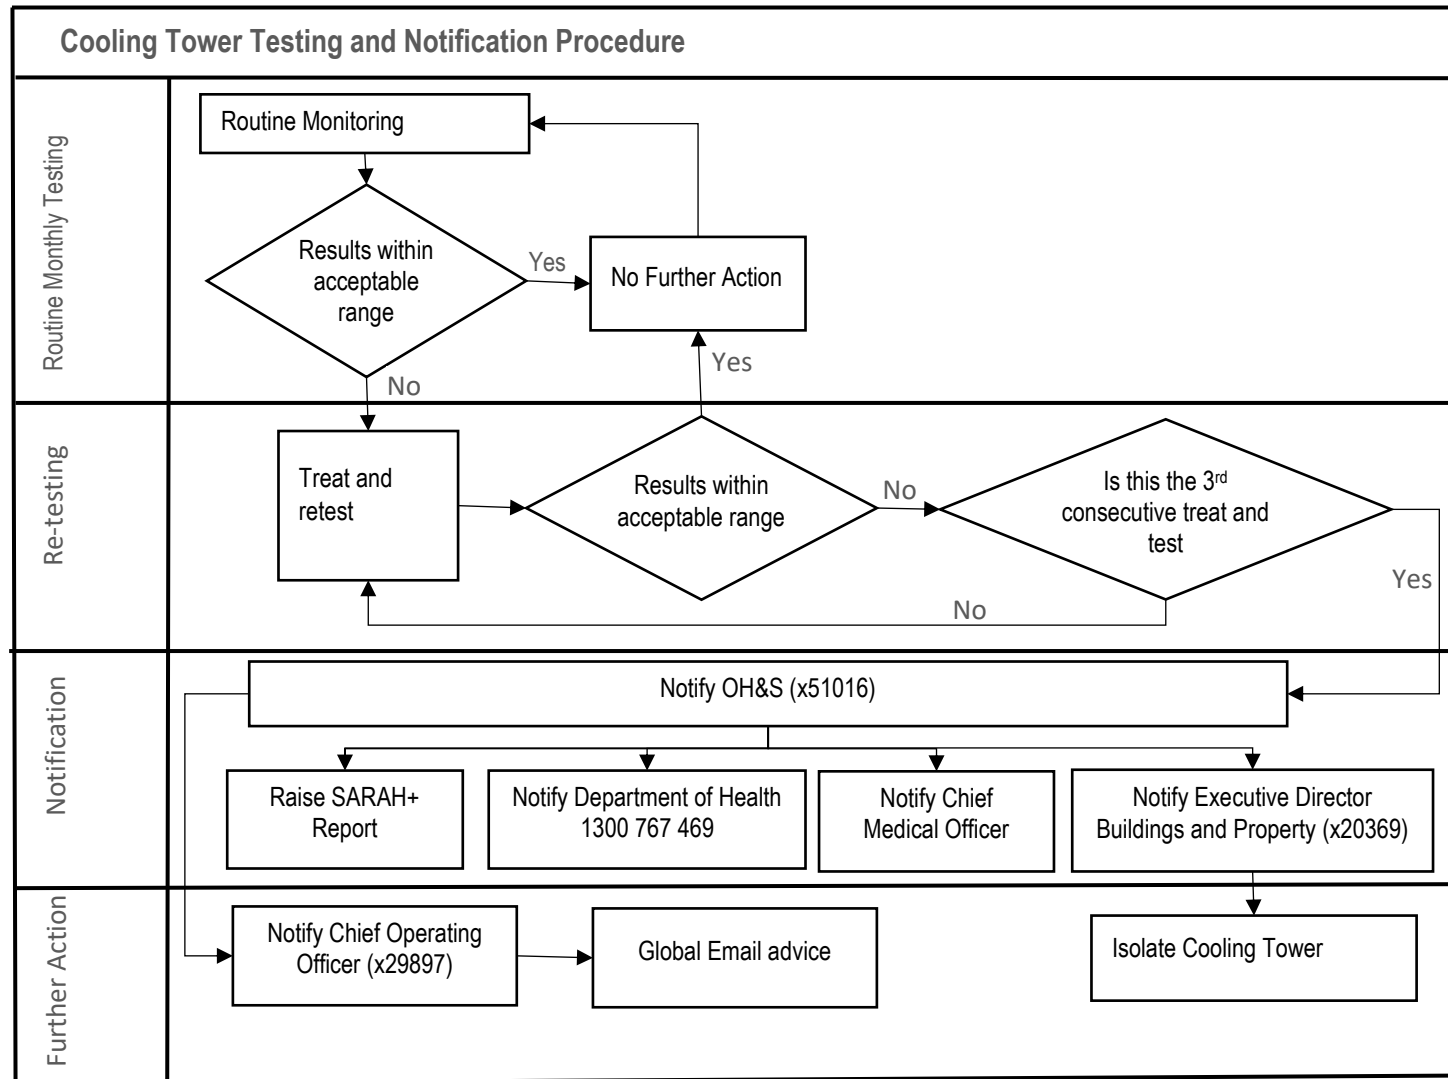 Cooling Tower Testing and Notification Procedure
Routine Monthly Testing
Routine Monitoring
Results within
acceptable
range
Yes
No Further Action
Yes
No
Re-testing
Treat and
retest
Results within
acceptable range
No
Is this the 3rd
consecutive treat and
test
Yes
No
Notification
Notify OH&S (x51016)
Raise SARAH+
Report
Notify Department of Health
1300 767 469
Notify Chief
Medical Officer
Notify Executive Director
Buildings and Property (x20369)
Further Action
Notify Chief Operating
Officer (x29897)
Global Email advice
Isolate Cooling Tower